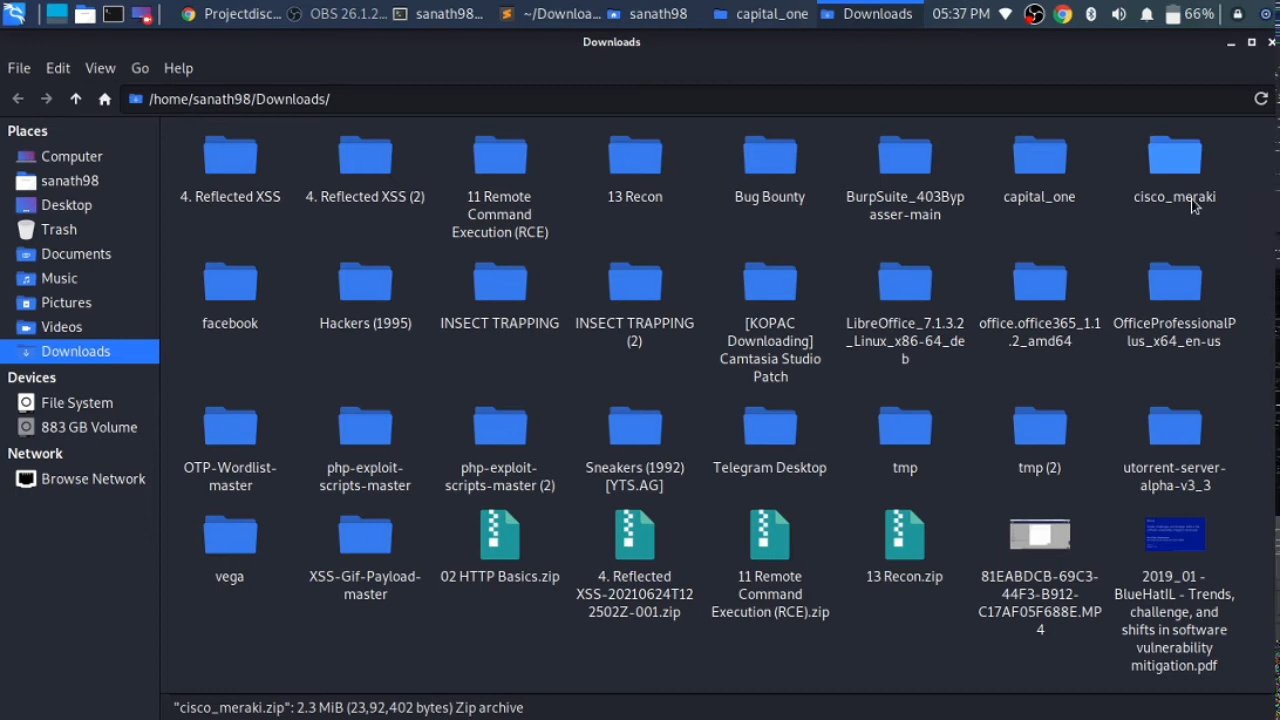 Projectdisc...
OBS 26.1.2...
sanath98...
~/Downloa...
sanath98
capital_one
Downloads
05:37 PM
66%
Downloads
File Edit View Go Help
/home/sanath98/Downloads/
Places
Computer
sanath98
Desktop
Trash
Documents
Music
Pictures
Videos
Downloads
Devices
File System
883 GB Volume
Network
Browse Network
4. Reflected XSS
4. Reflected XSS (2)
11 Remote
Command
Execution (RCE)
13 Recon
Bug Bounty
BurpSuite_403Byp
asser-main
capital_one
cisco_meraki
facebook
Hackers (1995)
INSECT TRAPPING
INSECT TRAPPING
(2)
[KOPAC
Downloading]
Camtasia Studio
Patch
LibreOffice_7.1.3.2
_Linux_x86-64_de
b
office.office365_1.1
.2_amd64
OfficeProfessionalP
lus_x64_en-us
OTP-Wordlist-
master
php-exploit-
scripts-master
php-exploit-
scripts-master (2)
Sneakers (1992)
[YTS.AG]
Telegram Desktop
tmp
tmp (2)
utorrent-server-
alpha-v3_3
vega
XSS-Gif-Payload-
master
02 HTTP Basics.zip
4. Reflected
XSS-20210624T12
2502Z-001.zip
11 Remote
Command
Execution (RCE).zip
13 Recon.zip
81EABDCB-69C3-
44F3-B912-
C17AF05F688E.MP
4
2019_01 -
BlueHatIL - Trends,
challenge, and
shifts in software
vulnerability
mitigation.pdf
"cisco_meraki.zip": 2.3 MiB (23,92,402 bytes) Zip archive